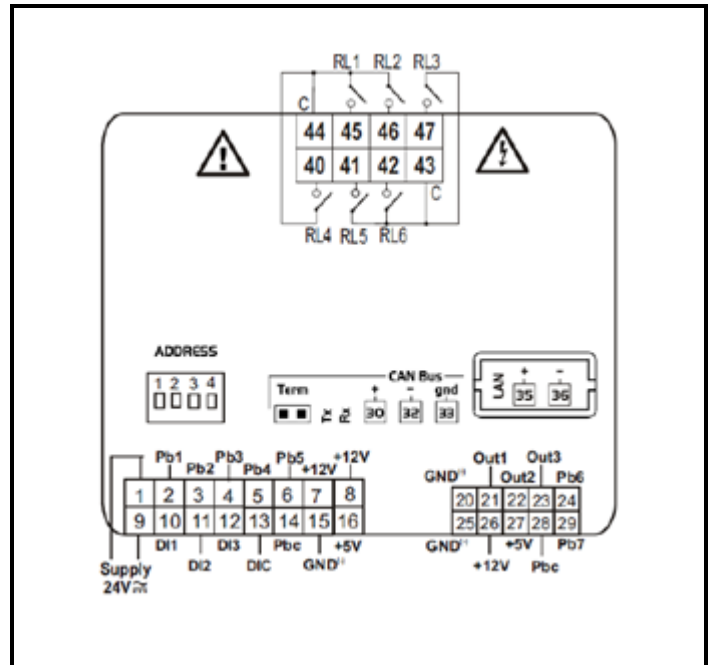 RL1 RL2 RL3
C
44 45 46 47
40 41 42 43
C
RL4 RL5 RL6
ADDRESS
1 2 3 4
Term
Tx Rx
CAN Bus
+ - gnd
30 32 33
LAN
+ -
35 36
Pb1 Pb2 Pb3 Pb4 Pb5 +12V +12V
1 2 3 4 5 6 7 8
9 10 11 12 13 14 15 16
DI1 DI2 DI3 DIC Pbc GND +5V
Supply
24V
GND Out1 Out2 Out3 Pb6
20 21 22 23 24
25 26 27 28 29
GND +12V +5V Pbc Pb7